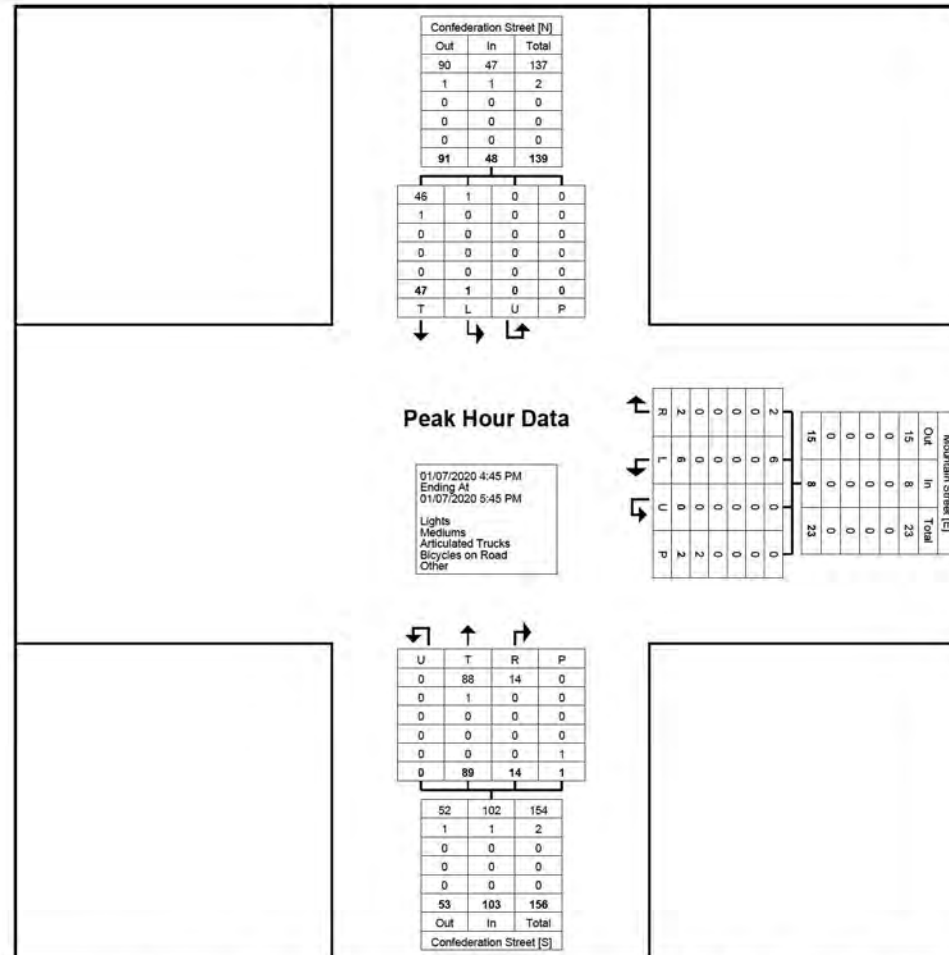 Confederation Street [N]
Out In Total
90 47 137
1 1 2
0 0 0
0 0 0
0 0 0
91 48 139
46 1 0 0
1 0 0 0
0 0 0 0
0 0 0 0
0 0 0 0
47 1 0 0
T L U P
Peak Hour Data
01/07/2020 4:45 PM
Ending At
01/07/2020 5:45 PM
Lights
Mediums
Articulated Trucks
Bicycles on Road
Other
R 2 0 0 0 0 2
L 6 0 0 0 0 6
U 0 0 0 0 0 0
P 2 2 0 0 0 0
Mountain Street [E]
Out In Total
15 8 23
0 0 0
0 0 0
0 0 0
0 0 0
15 8 23
U T R P
0 88 14 0
0 1 0 0
0 0 0 0
0 0 0 0
0 0 0 1
0 89 14 1
52 102 154
1 1 2
0 0 0
0 0 0
0 0 0
53 103 156
Out In Total
Confederation Street [S]